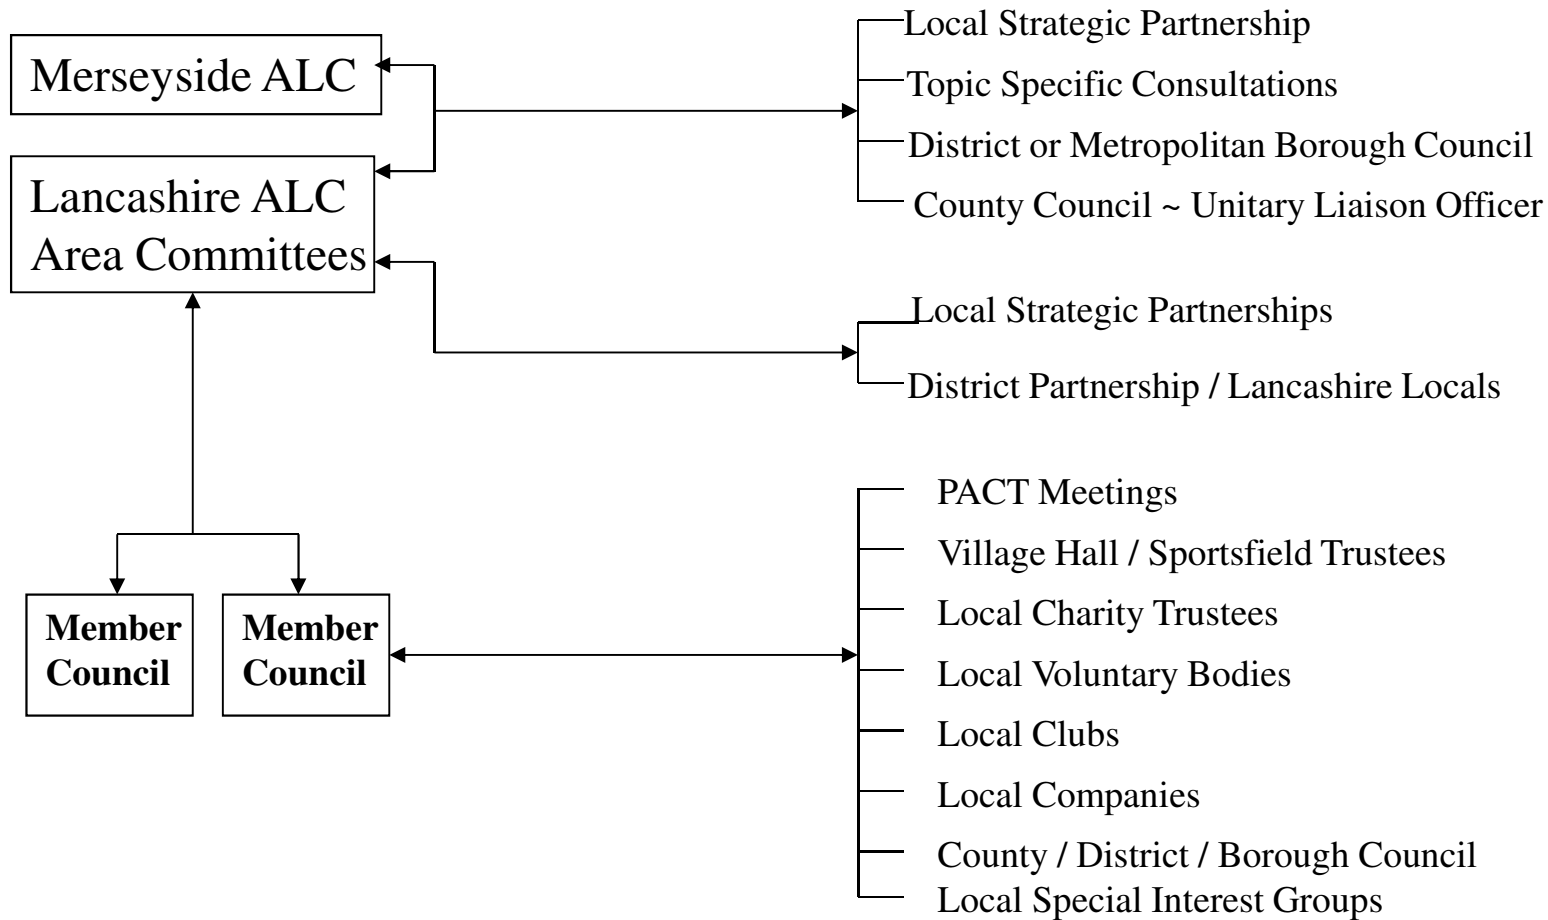 Merseyside ALC
Lancashire ALC
Area Committees
Local Strategic Partnership
Topic Specific Consultations
District or Metropolitan Borough Council
County Council ~ Unitary Liaison Officer
Local Strategic Partnerships
District Partnership / Lancashire Locals
Member
Council
Member
Council
PACT Meetings
Village Hall / Sportsfield Trustees
Local Charity Trustees
Local Voluntary Bodies
Local Clubs
Local Companies
County / District / Borough Council
Local Special Interest Groups